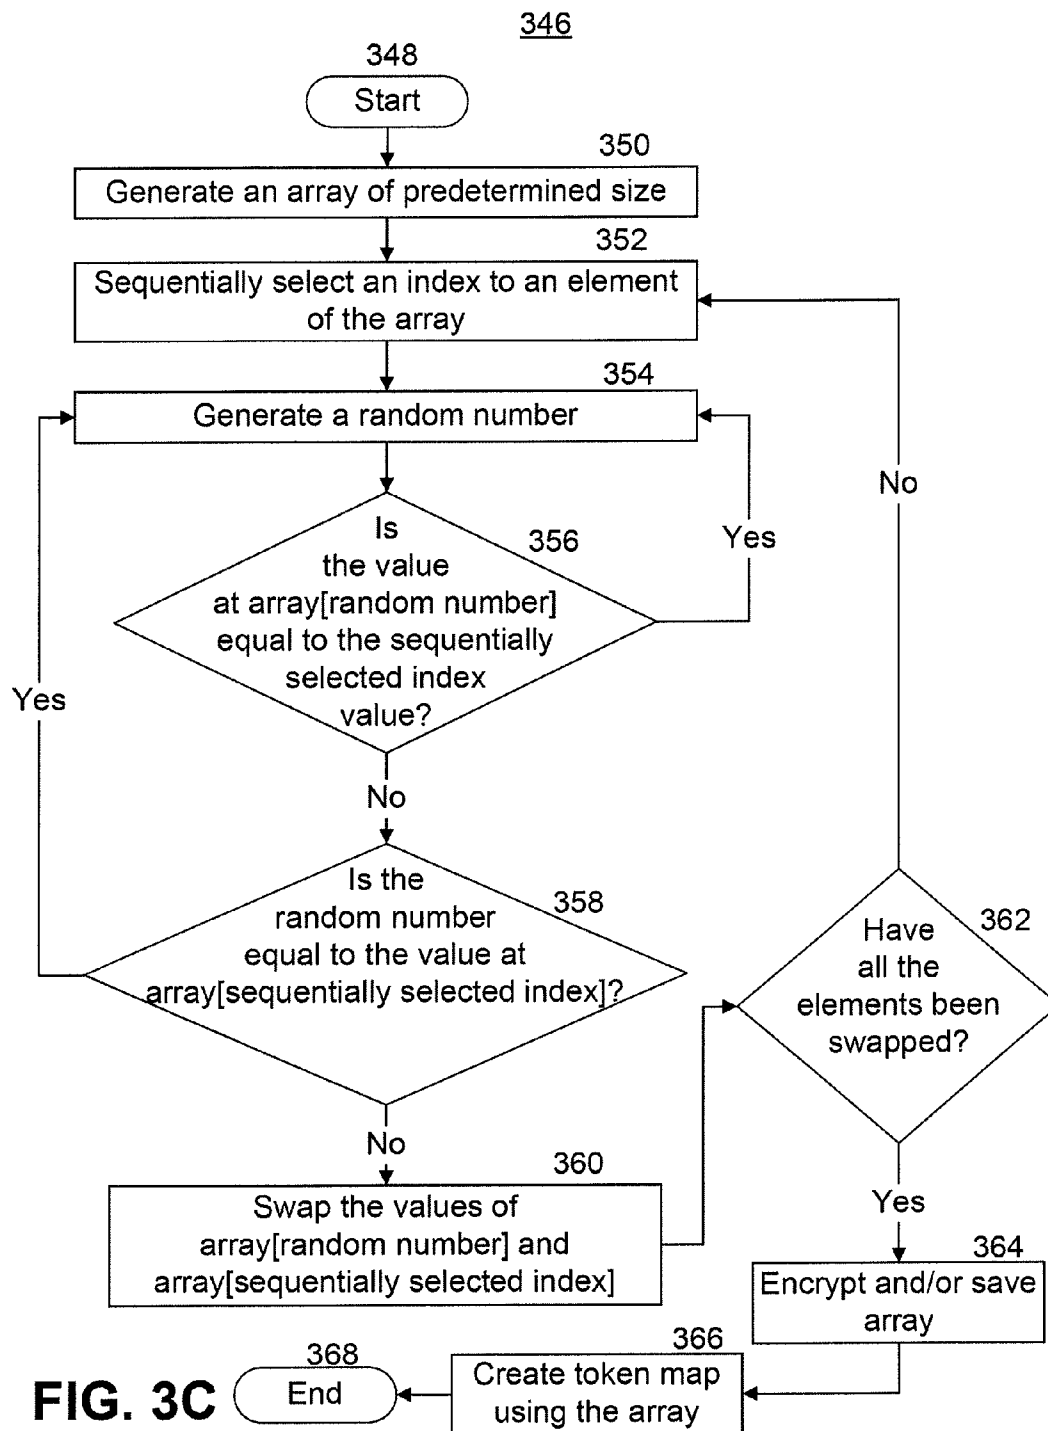 346
348
Start
350
Generate an array of predetermined size
352
Sequentially select an index to an element
of the array
354
Generate a random number
No
Is
the value
at array[random number]
equal to the sequentially
selected index
value?
356
Yes
Yes
No
Is the
random number
equal to the value at
array[sequentially selected index]?
358
362
Have
all the
elements been
swapped?
No
360
Swap the values of
array[random number] and
array[sequentially selected index]
Yes
364
Encrypt and/or save
array
366
Create token map
using the array
368
End
FIG. 3C